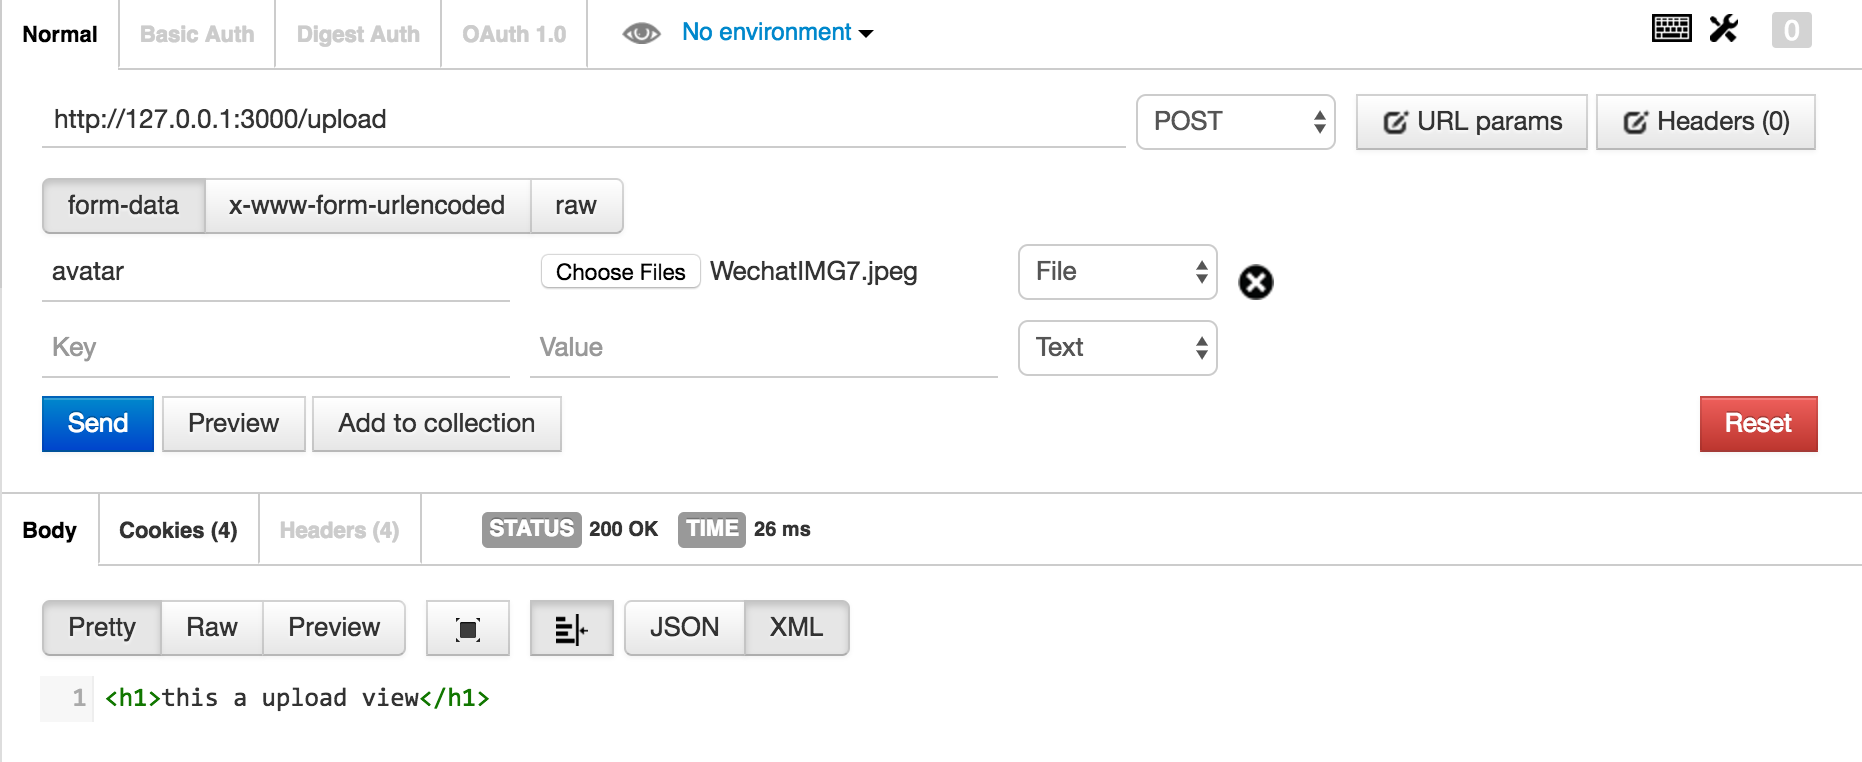 Normal Basic Auth Digest Auth OAuth 1.0 No environment 0
http://127.0.0.1:3000/upload POST URL params Headers (0)
form-data x-www-form-urlencoded raw
avatar Choose Files WechatIMG7.jpeg File
Key Value Text
Send Preview Add to collection Reset
Body Cookies (4) Headers (4) STATUS 200 OK TIME 26 ms
Pretty Raw Preview JSON XML
1 <h1>this a upload view</h1>